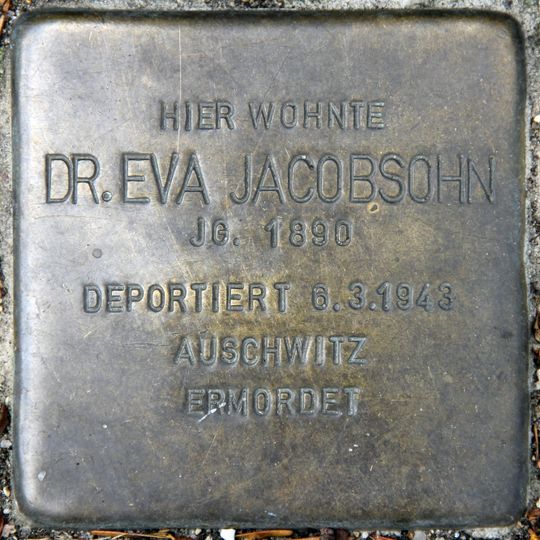 HIER WOHNTE
DR. EVA JACOBSOHN
JG. 1890
DEPORTIERT 6.3.1943
AUSCHWITZ
ERMORDET